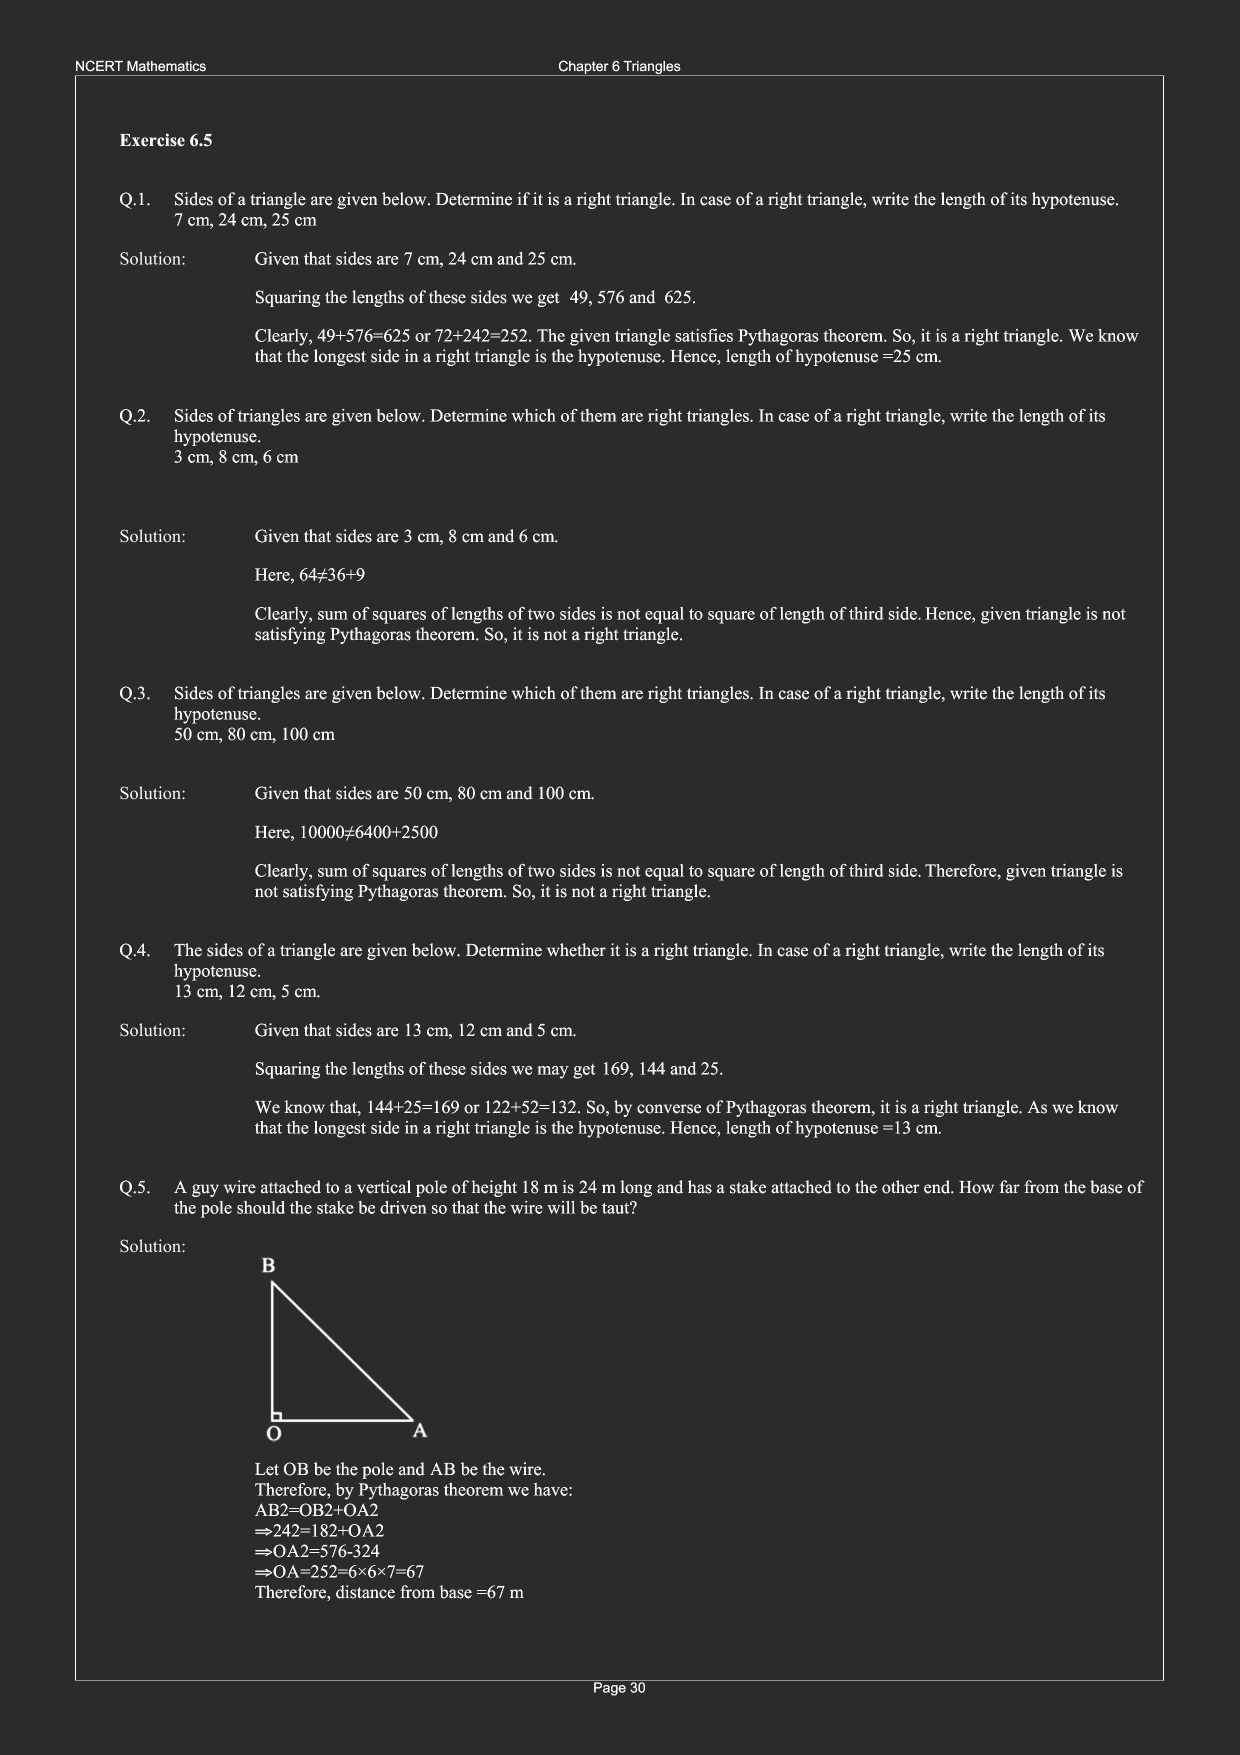 NCERT Mathematics
Chapter 6 Triangles
Exercise 6.5
Q.1. Sides of a triangle are given below. Determine if it is a right triangle. In case of a right triangle, write the length of its hypotenuse.
7 cm, 24 cm, 25 cm
Solution: Given that sides are 7 cm, 24 cm and 25 cm.
Squaring the lengths of these sides we get 49, 576 and 625.
Clearly, 49+576=625 or 72+242=252. The given triangle satisfies Pythagoras theorem. So, it is a right triangle. We know
that the longest side in a right triangle is the hypotenuse. Hence, length of hypotenuse =25 cm.
Q.2. Sides of triangles are given below. Determine which of them are right triangles. In case of a right triangle, write the length of its
hypotenuse.
3 cm, 8 cm, 6 cm
Solution: Given that sides are 3 cm, 8 cm and 6 cm.
Here, 64≠36+9
Clearly, sum of squares of lengths of two sides is not equal to square of length of third side. Hence, given triangle is not
satisfying Pythagoras theorem. So, it is not a right triangle.
Q.3. Sides of triangles are given below. Determine which of them are right triangles. In case of a right triangle, write the length of its
hypotenuse.
50 cm, 80 cm, 100 cm
Solution: Given that sides are 50 cm, 80 cm and 100 cm.
Here, 10000≠6400+2500
Clearly, sum of squares of lengths of two sides is not equal to square of length of third side. Therefore, given triangle is
not satisfying Pythagoras theorem. So, it is not a right triangle.
Q.4. The sides of a triangle are given below. Determine whether it is a right triangle. In case of a right triangle, write the length of its
hypotenuse.
13 cm, 12 cm, 5 cm.
Solution: Given that sides are 13 cm, 12 cm and 5 cm.
Squaring the lengths of these sides we may get 169, 144 and 25.
We know that, 144+25=169 or 122+52=132. So, by converse of Pythagoras theorem, it is a right triangle. As we know
that the longest side in a right triangle is the hypotenuse. Hence, length of hypotenuse =13 cm.
Q.5. A guy wire attached to a vertical pole of height 18 m is 24 m long and has a stake attached to the other end. How far from the base of
the pole should the stake be driven so that the wire will be taut?
Solution:
B
O
A
Let OB be the pole and AB be the wire.
Therefore, by Pythagoras theorem we have:
AB2=OB2+OA2
⇒242=182+OA2
⇒OA2=576-324
⇒OA=252=6×6×7=67
Therefore, distance from base =67 m
Page 30